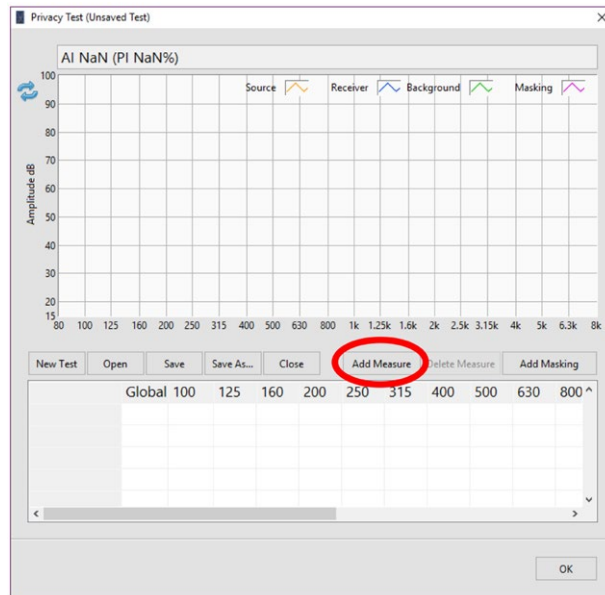 Privacy Test (Unsaved Test)
AI NaN (PI NaN%)
Source Receiver Background Masking
Amplitude dB
100
90
80
70
60
50
40
30
20
15
80 100 125 160 200 250 315 400 500 630 800 1k 1.25k 1.6k 2k 2.5k 3.15k 4k 5k 6.3k 8k
New Test Open Save Save As... Close Add Measure Delete Measure Add Masking
Global 100 125 160 200 250 315 400 500 630 800
OK